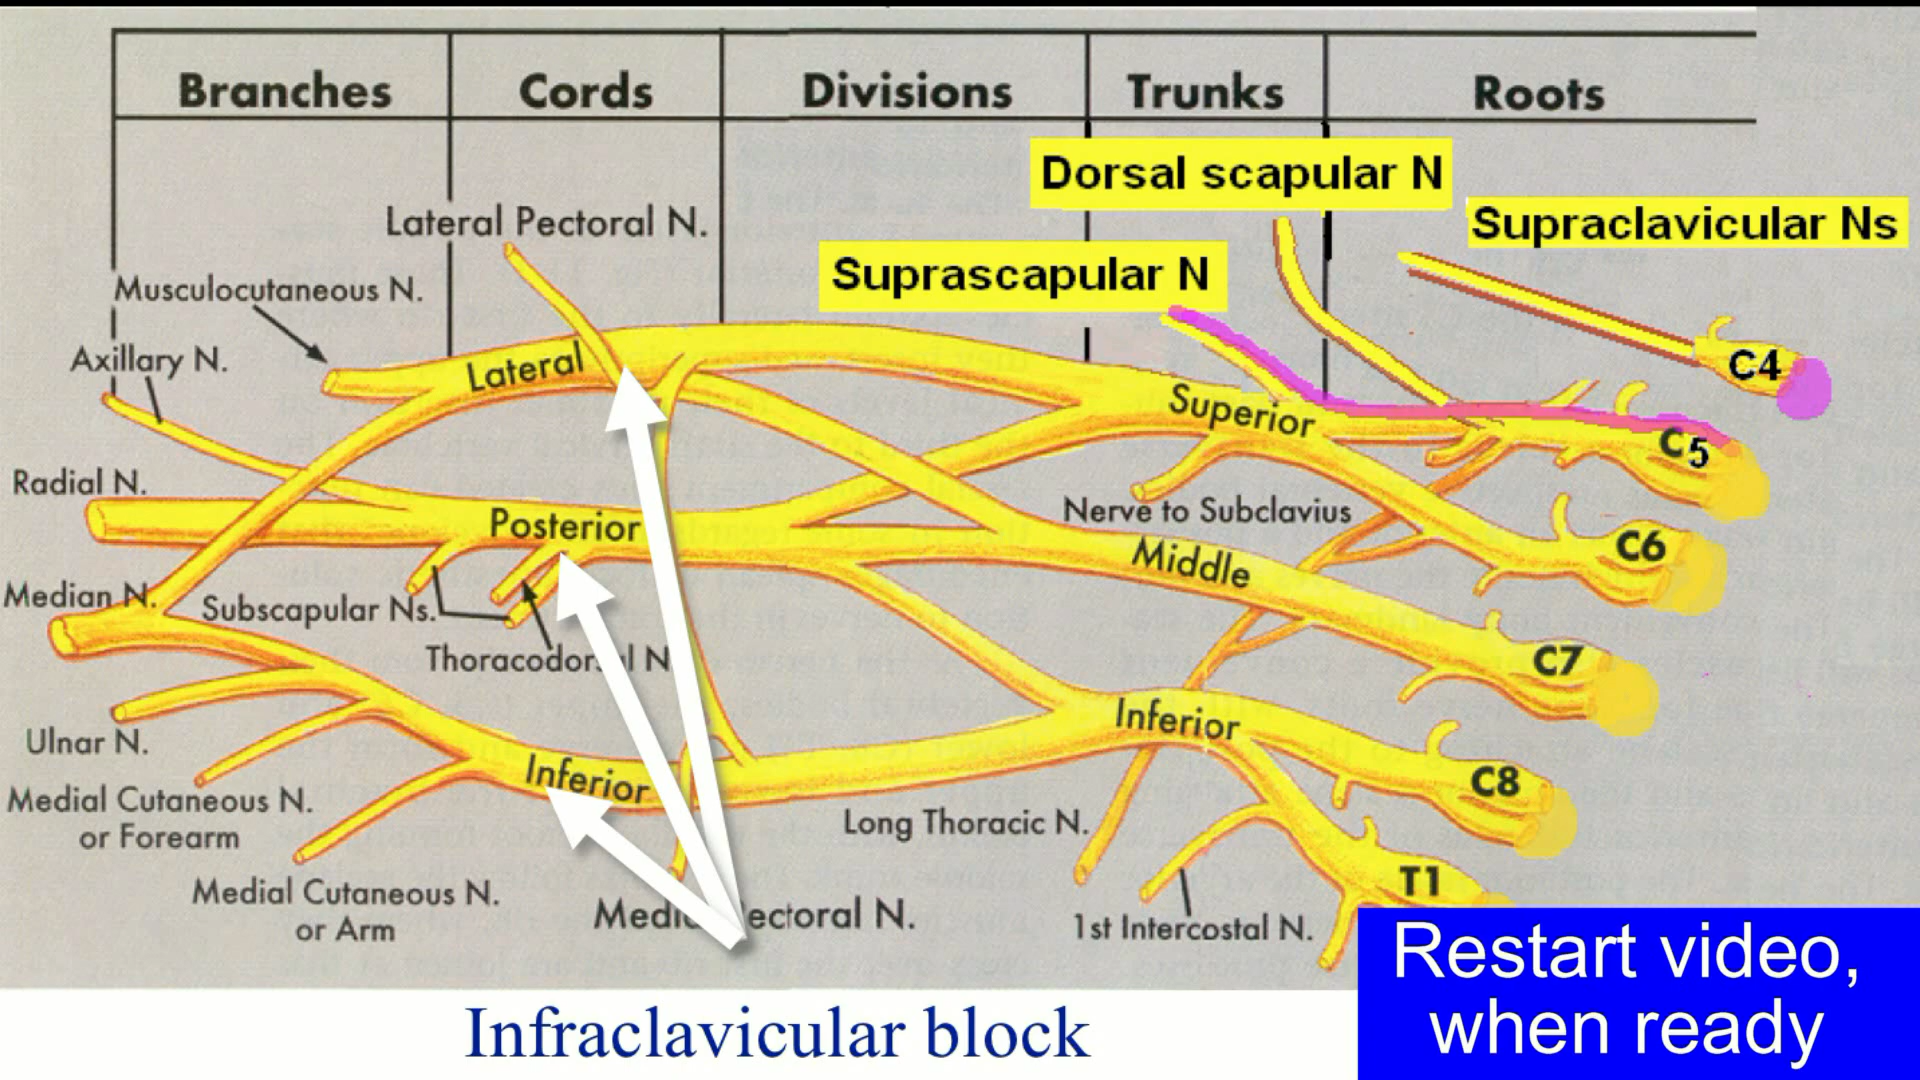 Branches
Cords
Divisions
Trunks
Roots
Dorsal scapular N
Supraclavicular Ns
Lateral Pectoral N.
Suprascapular N
Musculocutaneous N.
Axillary N.
Lateral
C4
Superior
C5
Radial N.
Posterior
Nerve to Subclavius
C6
Middle
Median N.
Subscapular Ns.
Thoracodor l N
C7
Inferior
Ulnar N.
Inferior
C8
Medial Cutaneous N.
or Forearm
Long Thoracic N.
T1
Medial Cutaneous N.
or Arm
Medi ectoral N.
1st Intercostal N.
Restart video,
when ready
Infraclavicular block